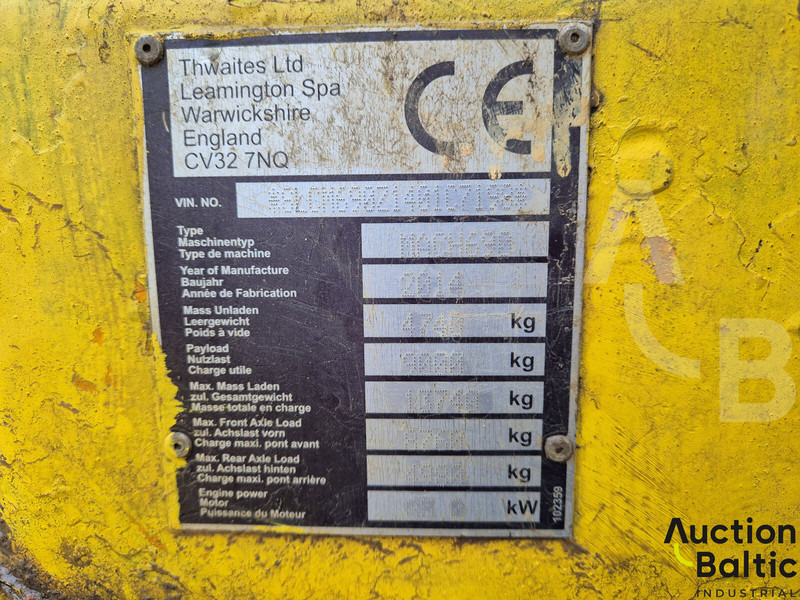 Thwaites Ltd
Leamington Spa
Warwickshire
England
CV32 7NQ
CE
VIN. NO.
Type
Maschinentyp
Type de machine
Year of Manufacture
Baujahr 2014
Année de Fabrication
Mass Unladen
Leergewicht kg
Poids à vide
Payload
Nutzlast kg
Charge utile
Max. Mass Laden
zul. Gesamtgewicht kg
Masse totale en charge
Max. Front Axle Load
zul. Achslast vorn kg
Charge maxi. pont avant
Max. Rear Axle Load
zul. Achslast hinten kg
Charge maxi. pont arrière
Engine power
Motor kW
Puissance du Moteur
102359
AB
Auction
Baltic
INDUSTRIAL